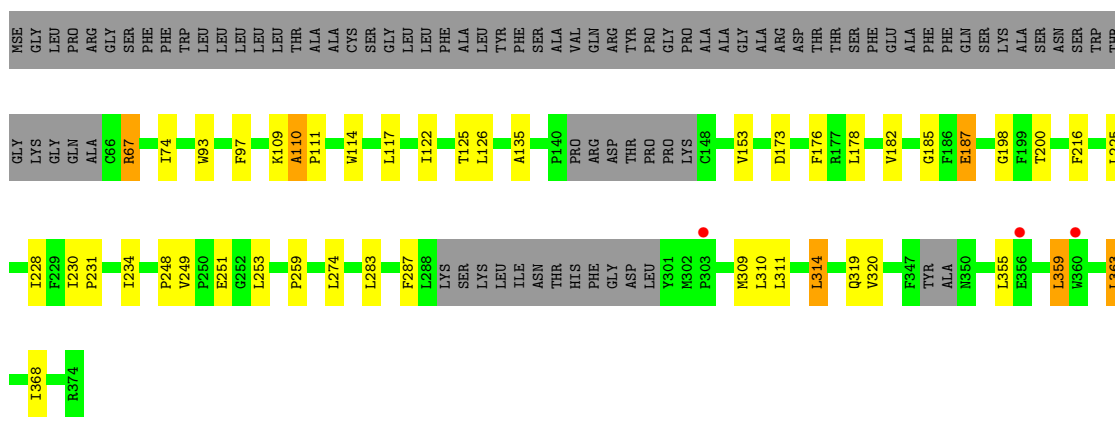 MSE GLY LEU PRO ARG GLY SER PHE PHE TRP LEU LEU LEU LEU LEU LEU THR ALA ALA CYS SER GLY LEU LEU PHE ALA LEU TYR PHE SER ALA VAL GLN ARG TYR PRO GLY PRO ALA ALA GLY ALA ARG ASP THR THR SER PHE GLU ALA PHE PHE GLN SER LYS ALA SER ASN SER TRP THR
GLY LYS GLY GLN ALA C66 R67 I74 W93 F97 K109 A110 P111 W114 L117 I122 T125 L126 A135 P140 PRO ARG ASP THR PRO PRO LYS C148 V153 D173 F176 R177 L178 V182 G185 F186 E187 G198 F199 T200 F216 L225
I228 F229 I230 P231 I234 P248 V249 P250 E251 G252 L253 P259 L274 L283 F287 L288 LYS SER LYS LEU ILE ASN THR HIS PHE GLY ASP LEU Y301 M302 P303 M309 L310 L311 L314 Q319 V320 F347 TYR ALA N350 L355 E356 L359 W360 L363
I368 R374